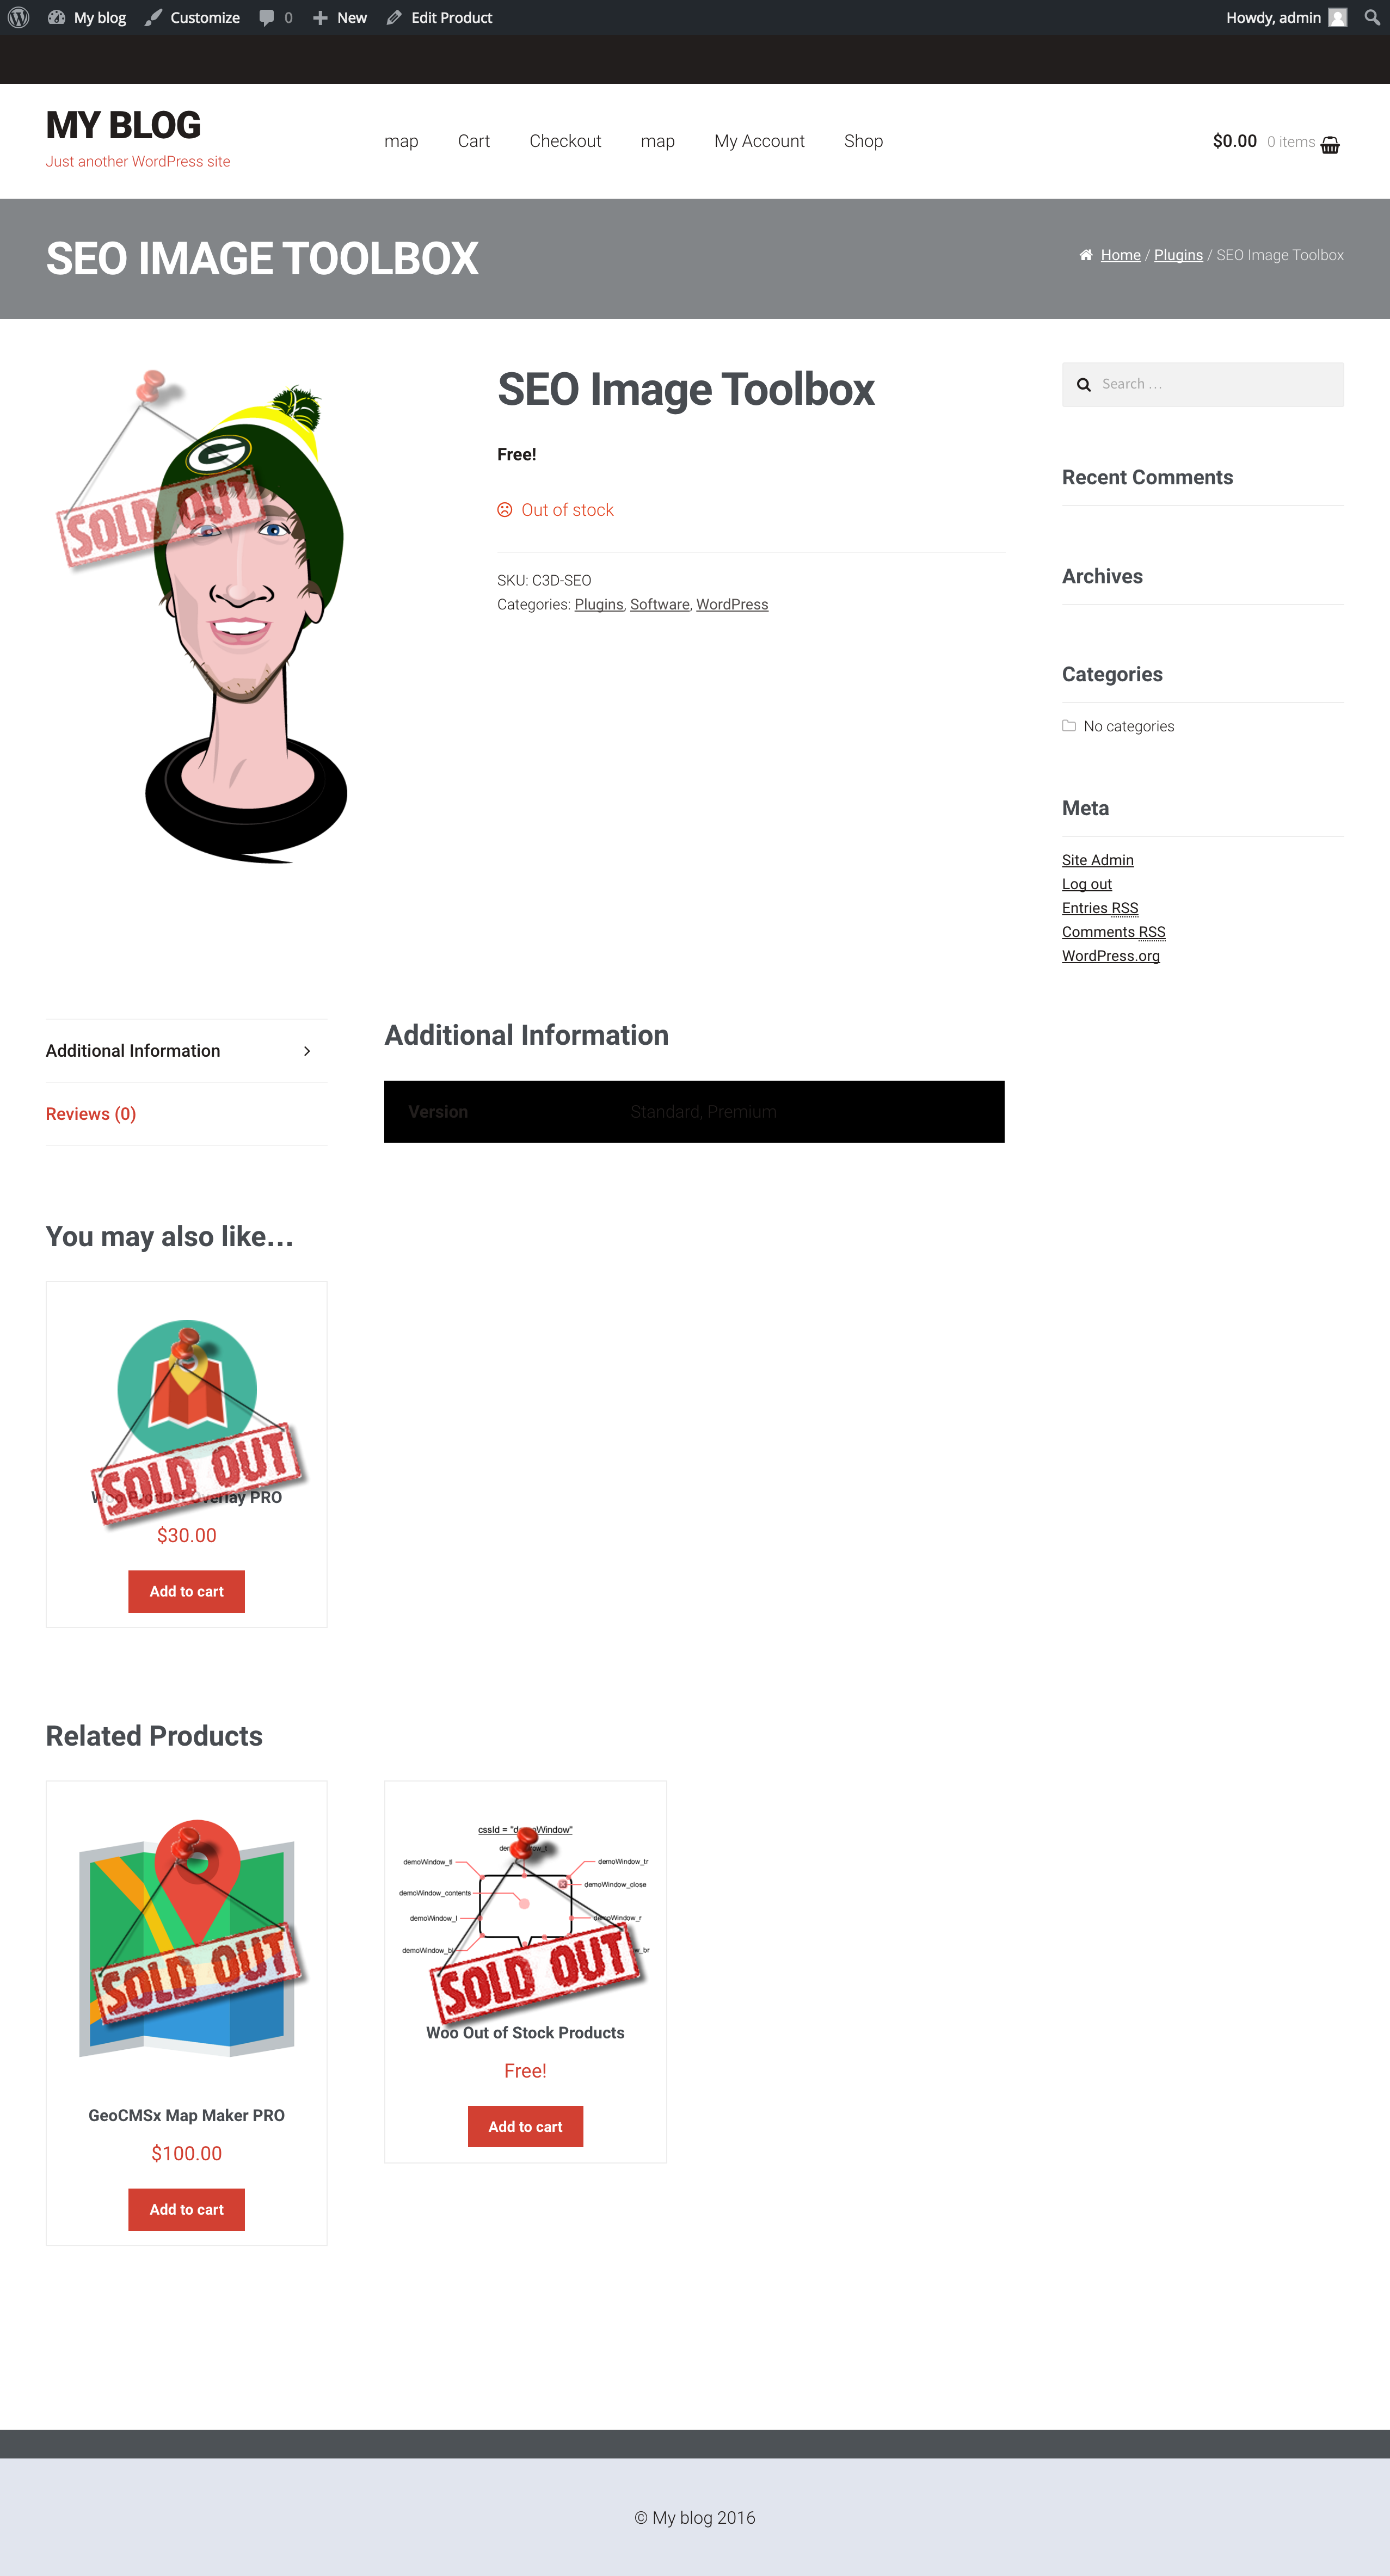 My blog Customize 0 New Edit Product Howdy, admin
MY BLOG
Just another WordPress site
map Cart Checkout map My Account Shop
$0.00 0 items
SEO IMAGE TOOLBOX
Home / Plugins / SEO Image Toolbox
SOLD OUT
G
SEO Image Toolbox
Free!
Out of stock
SKU: C3D-SEO
Categories: Plugins, Software, WordPress
Search …
Recent Comments
Archives
Categories
No categories
Meta
Site Admin
Log out
Entries RSS
Comments RSS
WordPress.org
Additional Information
Reviews (0)
Additional Information
Version Standard, Premium
You may also like…
SOLD OUT
Woo Product Overlay PRO
$30.00
Add to cart
Related Products
SOLD OUT
GeoCMSx Map Maker PRO
$100.00
Add to cart
cssId = "demoWindow"
demoWindow_tl
demoWindow_tr
demoWindow_close
demoWindow_contents
demoWindow_l
demoWindow_r
demoWindow_bl
SOLD OUT
Woo Out of Stock Products
Free!
Add to cart
© My blog 2016